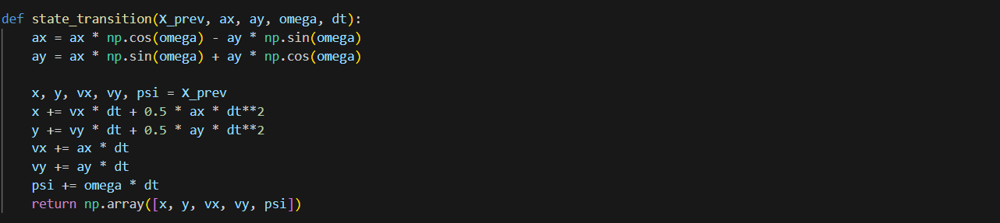 def state_transition(X_prev, ax, ay, omega, dt):
    ax = ax * np.cos(omega) - ay * np.sin(omega)
    ay = ax * np.sin(omega) + ay * np.cos(omega)

    x, y, vx, vy, psi = X_prev
    x += vx * dt + 0.5 * ax * dt**2
    y += vy * dt + 0.5 * ay * dt**2
    vx += ax * dt
    vy += ay * dt
    psi += omega * dt
    return np.array([x, y, vx, vy, psi])